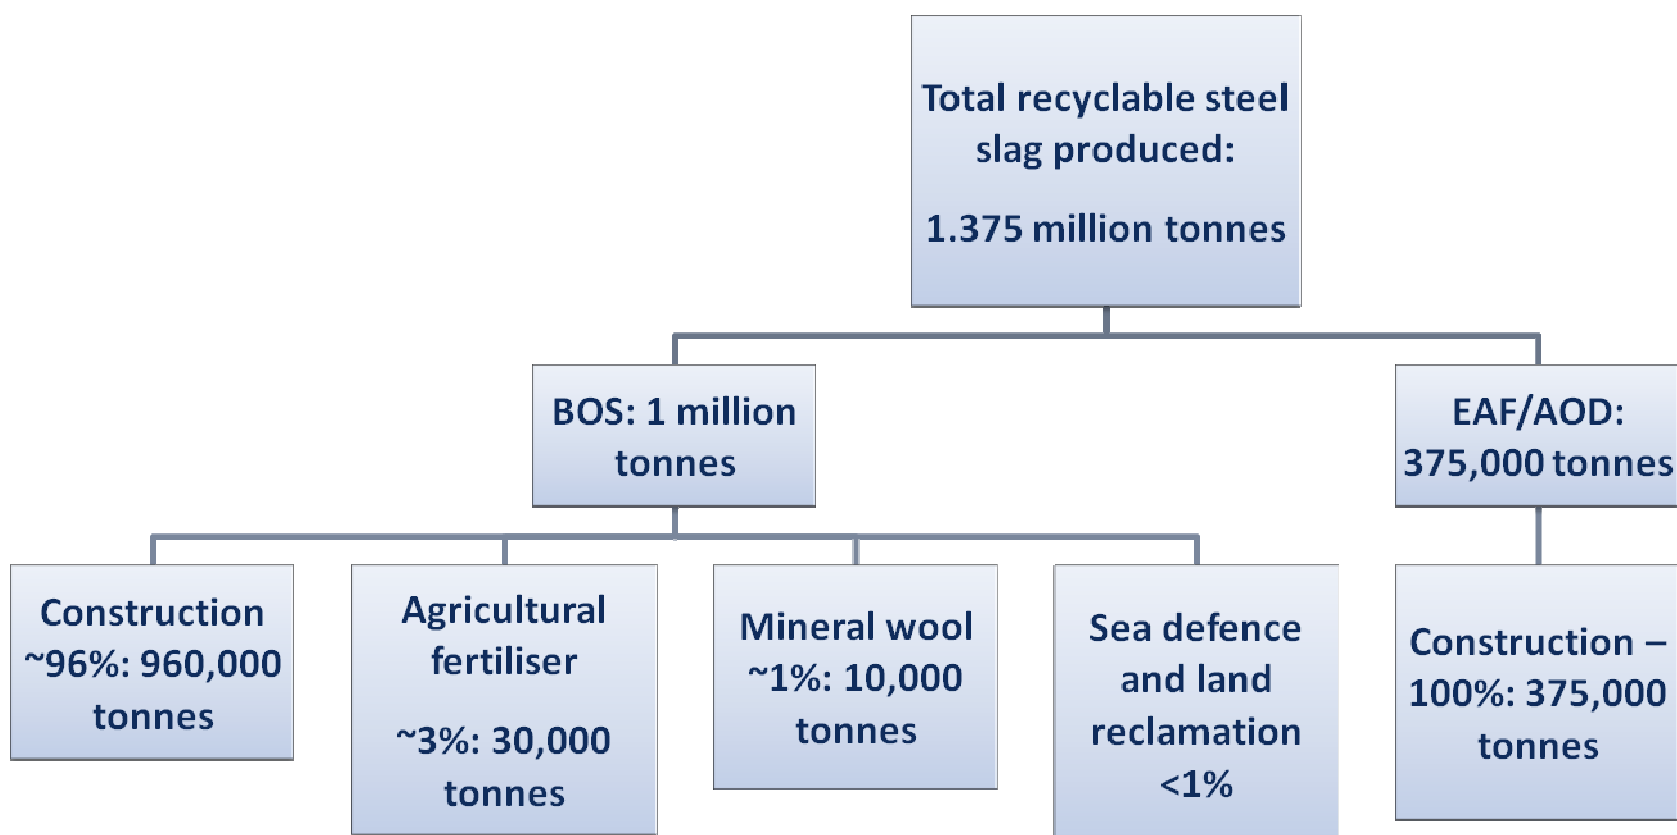 Total recyclable steel
slag produced:
1.375 million tonnes
BOS: 1 million
tonnes
EAF/AOD:
375,000 tonnes
Construction
~96%: 960,000
tonnes
Agricultural
fertiliser
~3%: 30,000
tonnes
Mineral wool
~1%: 10,000
tonnes
Sea defence
and land
reclamation
<1%
Construction –
100%: 375,000
tonnes